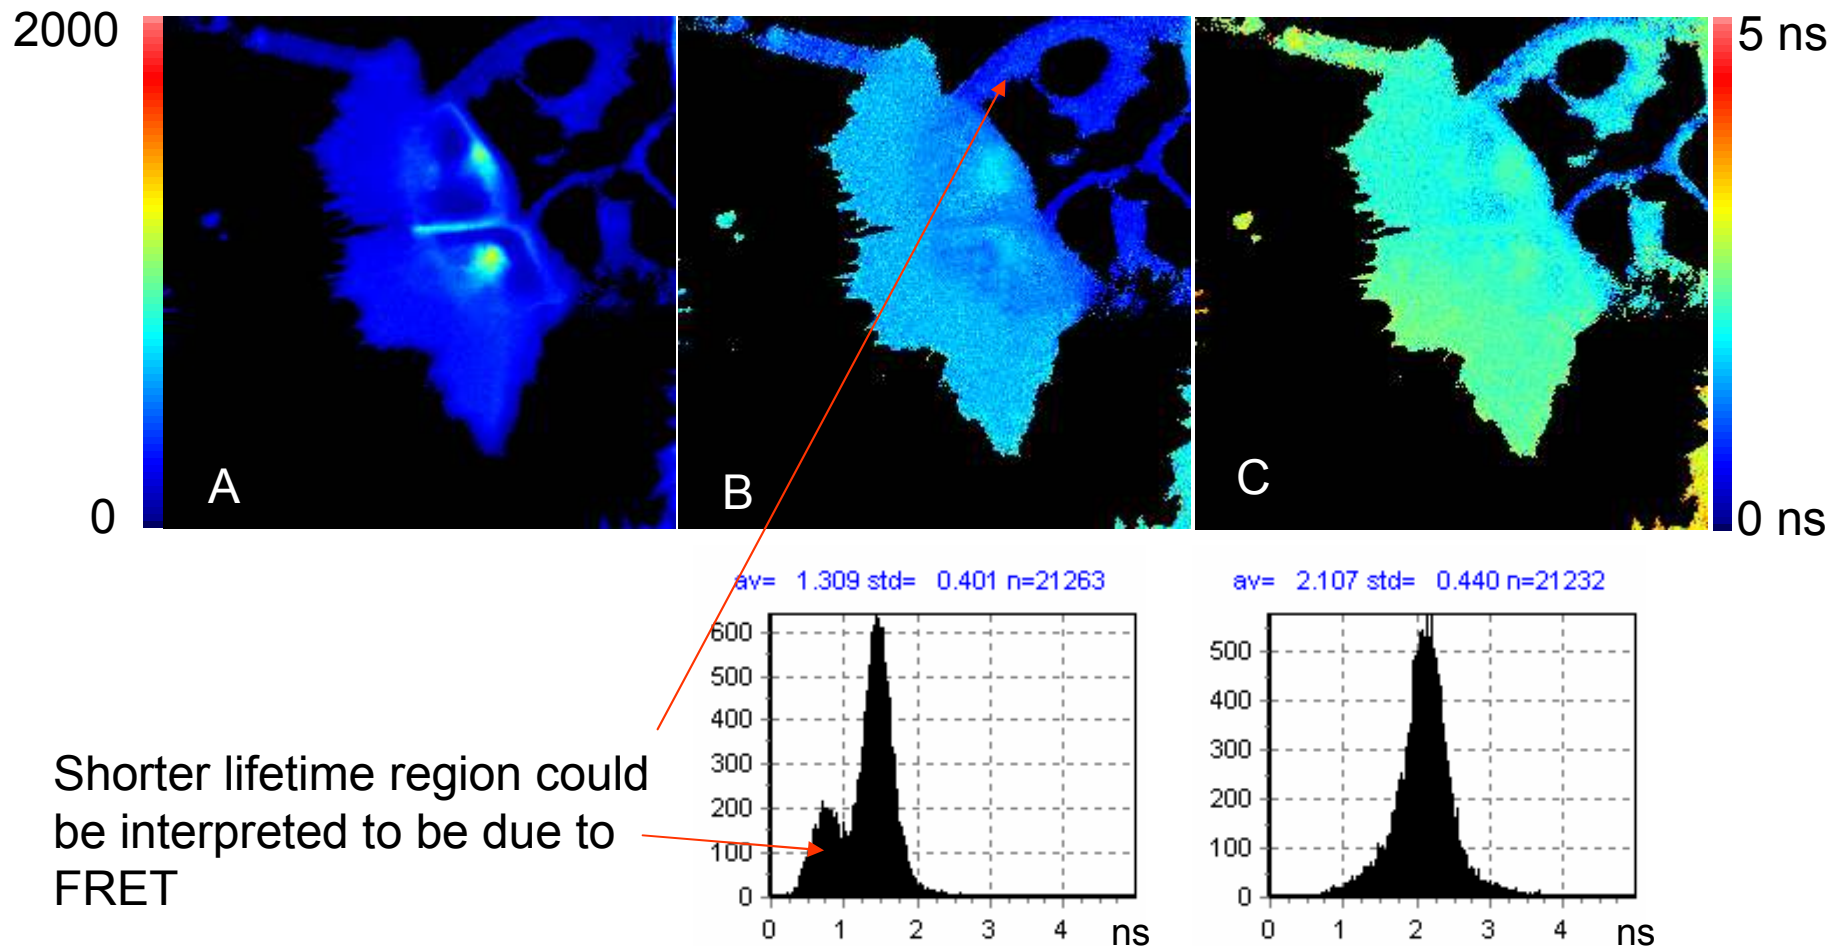 2000
0
A
B
C
5 ns
0 ns
av= 1.309 std= 0.401 n=21263
600
500
400
300
200
100
0
0 1 2 3 4 ns
av= 2.107 std= 0.440 n=21232
500
400
300
200
100
0
0 1 2 3 4 ns
Shorter lifetime region could
be interpreted to be due to
FRET